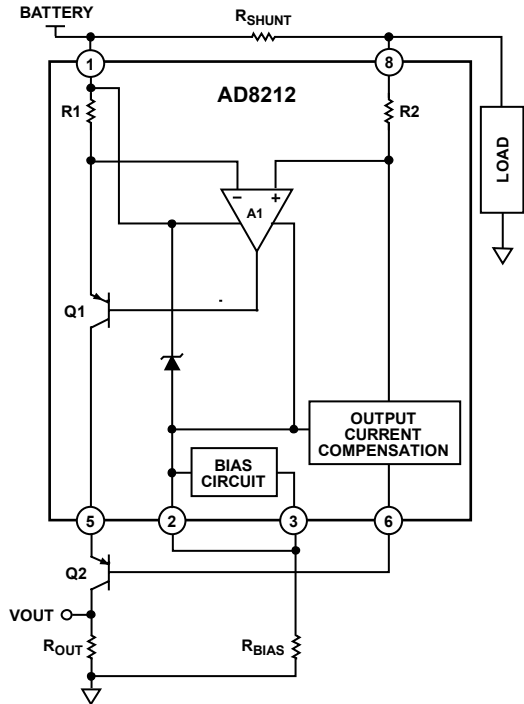 BATTERY
RSHUNT
1
8
AD8212
R1
R2
LOAD
A1
− +
Q1
OUTPUT
CURRENT
COMPENSATION
BIAS
CIRCUIT
5
2
3
6
Q2
VOUT
ROUT
RBIAS